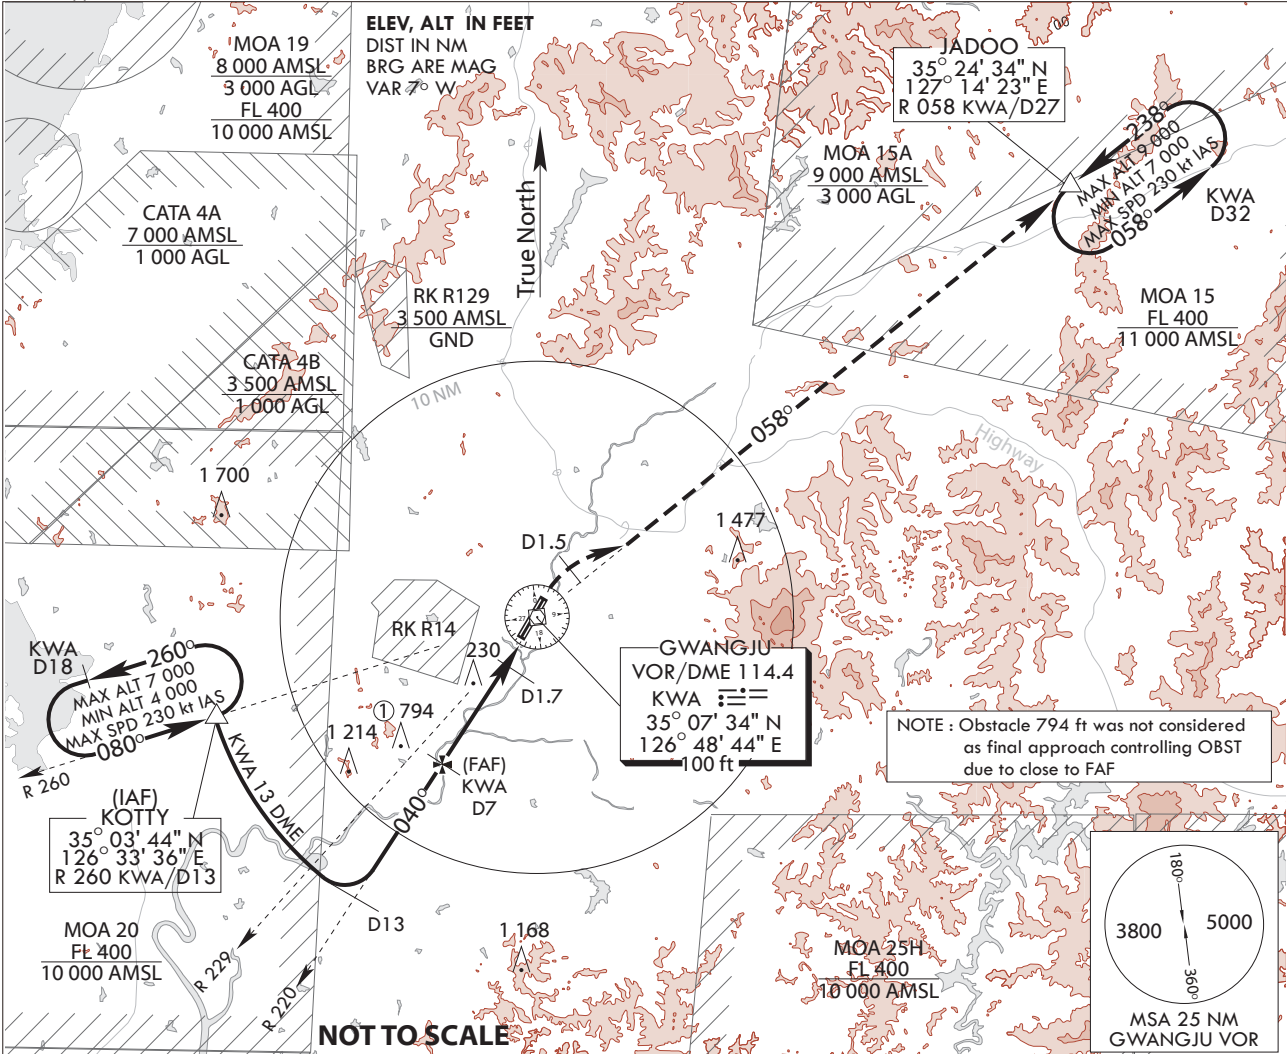 ELEV, ALT IN FEET
DIST IN NM
BRG ARE MAG
VAR 7° W
MOA 19
8 000 AMSL
3 000 AGL
FL 400
10 000 AMSL
JADOO
35° 24' 34" N
127° 14' 23" E
R 058 KWA/D27
238°
MAX ALT 9 000
MIN ALT 7 000
MAX SPD 230 kt IAS
058°
KWA
D32
MOA 15A
9 000 AMSL
3 000 AGL
True North
CATA 4A
7 000 AMSL
1 000 AGL
RK R129
3 500 AMSL
GND
MOA 15
FL 400
11 000 AMSL
CATA 4B
3 500 AMSL
1 000 AGL
10 NM
058°
Highway
1 700
1 477
D1.5
0
9
18
27
RK R14
230
D1.7
KWA
D18
260°
MAX ALT 7 000
MIN ALT 4 000
MAX SPD 230 kt IAS
080°
R 260
GWANGJU
VOR/DME 114.4
KWA
35° 07' 34" N
126° 48' 44" E
100 ft
1 794
1 214
(FAF)
KWA
D7
NOTE : Obstacle 794 ft was not considered
as final approach controlling OBST
due to close to FAF
KWA 13 DME
040°
(IAF)
KOTTY
35° 03' 44" N
126° 33' 36" E
R 260 KWA/D13
D13
MOA 20
FL 400
10 000 AMSL
R 229
R 220
1 168
MOA 25H
FL 400
10 000 AMSL
180°
3800
5000
360°
MSA 25 NM
GWANGJU VOR
NOT TO SCALE